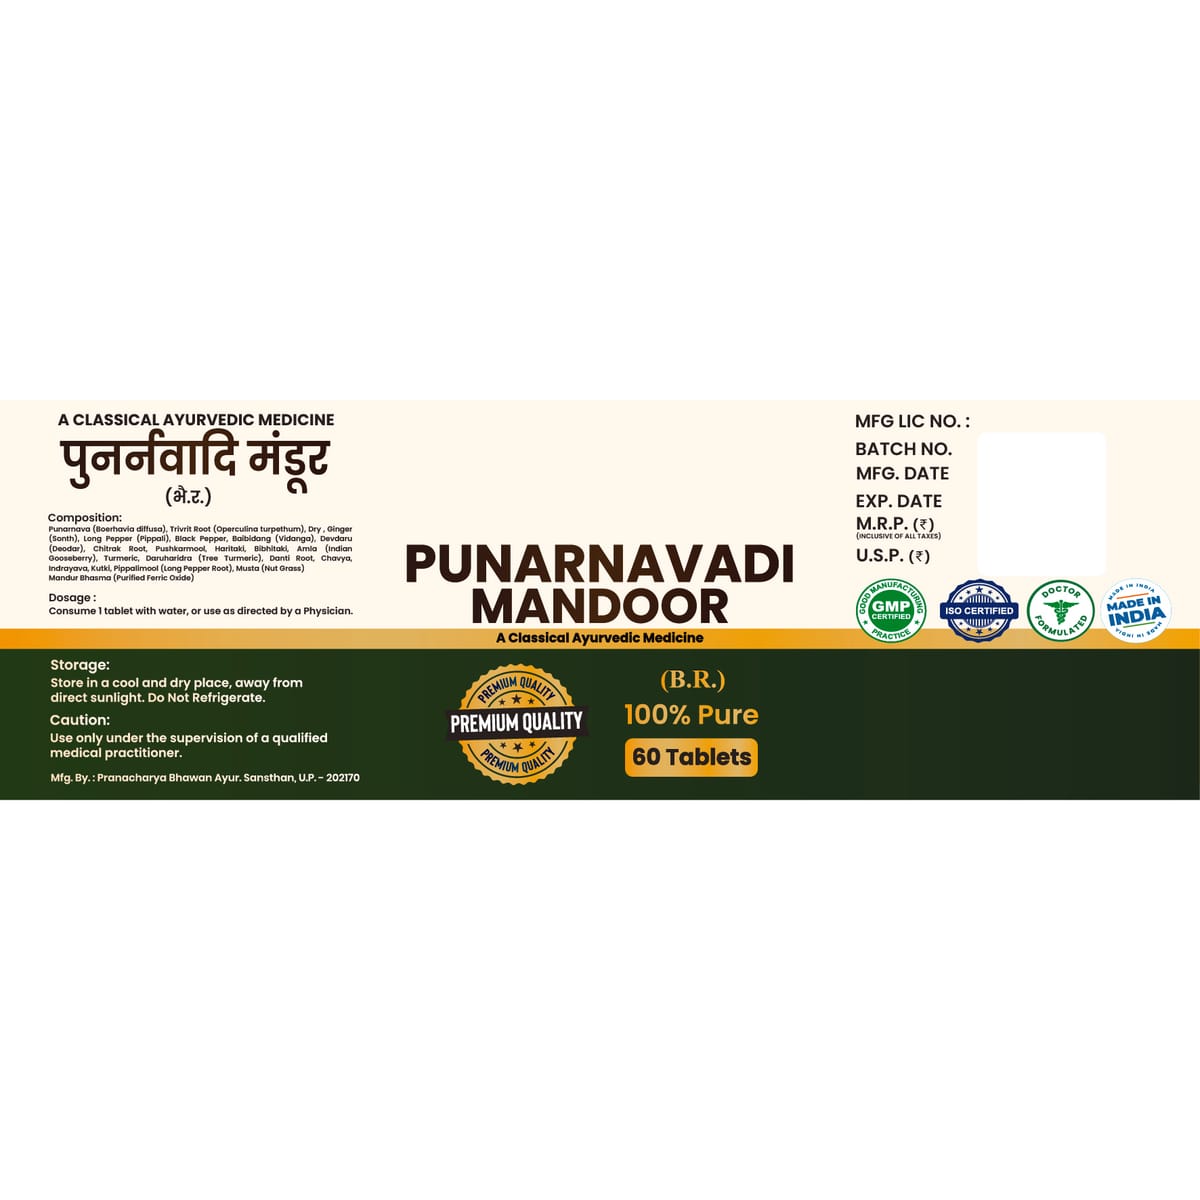 A CLASSICAL AYURVEDIC MEDICINE
पुनर्नवादि मंडूर
(भै.र.)
Composition:
Punarnava (Boerhavia diffusa), Trivrit Root (Operculina turpethum), Dry , Ginger
(Sonth), Long Pepper (Pippali), Black Pepper, Baibidang (Vidanga), Devdaru
(Deodar), Chitrak Root, Pushkarmool, Haritaki, Bibhitaki, Amla (Indian
Gooseberry), Turmeric, Daruharidra (Tree Turmeric), Danti Root, Chavya,
Indrayava, Kutki, Pippalimool (Long Pepper Root), Musta (Nut Grass)
Mandur Bhasma (Purified Ferric Oxide)
Dosage :
Consume 1 tablet with water, or use as directed by a Physician.
Storage:
Store in a cool and dry place, away from
direct sunlight. Do Not Refrigerate.
Caution:
Use only under the supervision of a qualified
medical practitioner.
Mfg. By. : Pranacharya Bhawan Ayur. Sansthan, U.P. - 202170
PUNARNAVADI
MANDOOR
A Classical Ayurvedic Medicine
PREMIUM QUALITY
PREMIUM QUALITY
PREMIUM QUALITY
(B.R.)
100% Pure
60 Tablets
MFG LIC NO. :
BATCH NO.
MFG. DATE
EXP. DATE
M.R.P. (₹)
(INCLUSIVE OF ALL TAXES)
U.S.P. (₹)
GOOD MANUFACTURING
GMP
CERTIFIED
PRACTICE
ISO CERTIFIED
DOCTOR
FORMULATED
MADE IN INDIA
MADE IN
INDIA
MADE IN INDIA